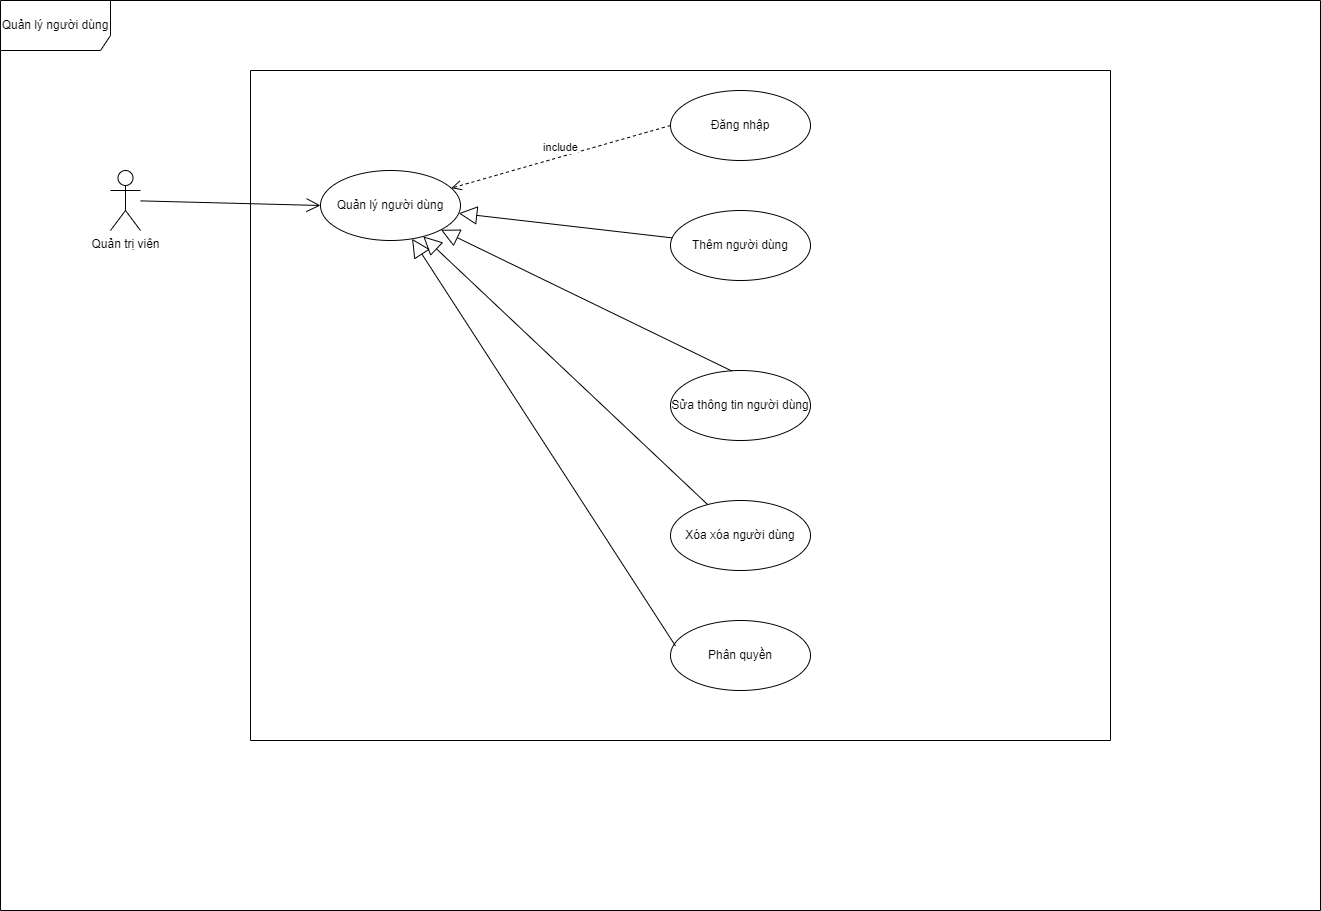 Quản lý người dùng
Đăng nhập
include
Quản lý người dùng
Quản trị viên
Thêm người dùng
Sửa thông tin người dùng
Xóa xóa người dùng
Phân quyền